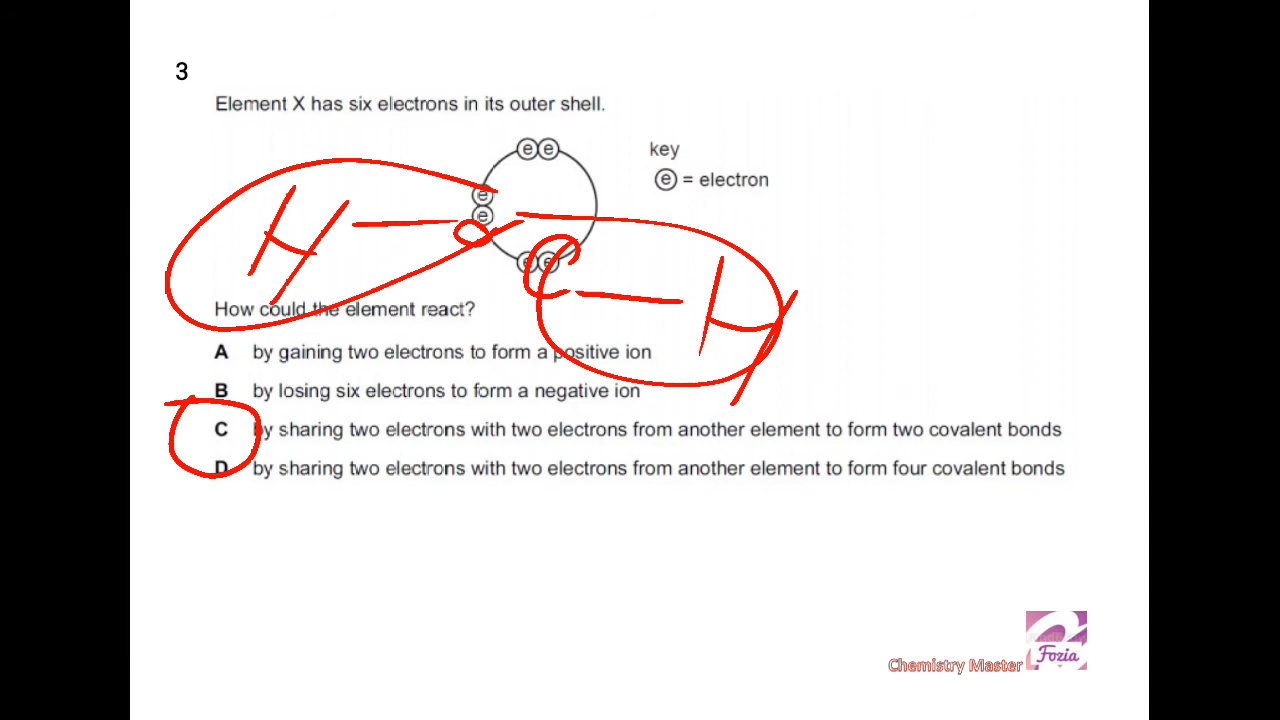 3
Element X has six electrons in its outer shell.
e e
key
e
e = electron
e
H
e e
H
How could the element react?
A by gaining two electrons to form a positive ion
B by losing six electrons to form a negative ion
C by sharing two electrons with two electrons from another element to form two covalent bonds
D by sharing two electrons with two electrons from another element to form four covalent bonds
Fozia
Chemistry Master